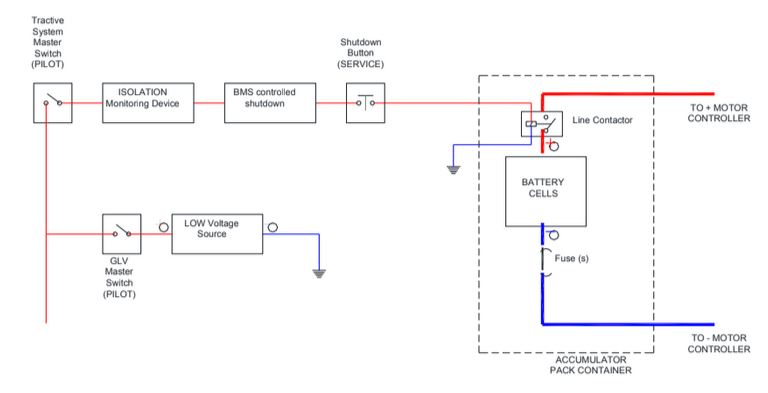 Tractive
System
Master
Switch
(PILOT)
ISOLATION
Monitoring Device
BMS controlled
shutdown
Shutdown
Button
(SERVICE)
TO + MOTOR
CONTROLLER
Line Contactor
BATTERY
CELLS
LOW Voltage
Source
GLV
Master
Switch
(PILOT)
Fuse (s)
TO - MOTOR
CONTROLLER
ACCUMULATOR
PACK CONTAINER